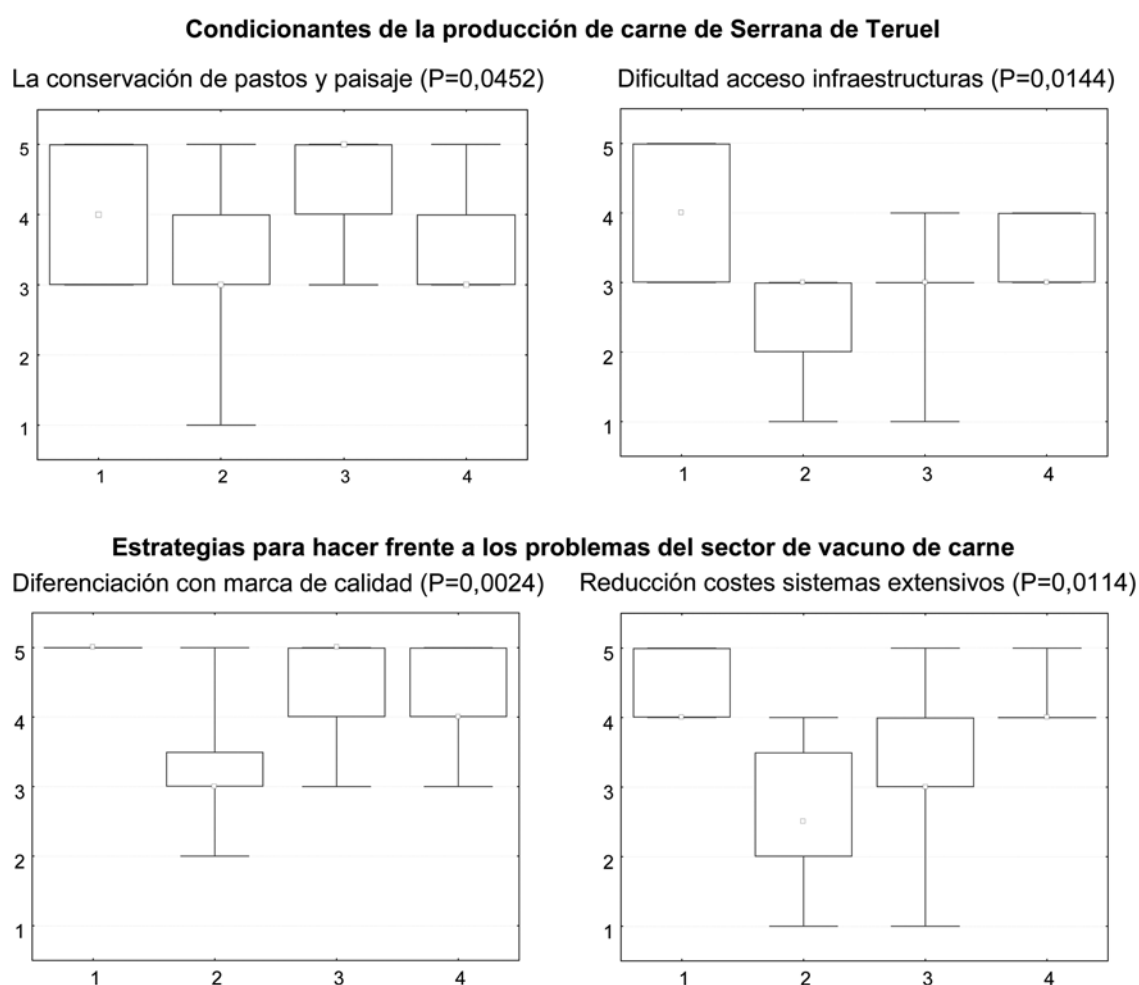 Condicionantes de la producción de carne de Serrana de Teruel
La conservación de pastos y paisaje (P=0,0452)
5
4
3
2
1
1 2 3 4
Dificultad acceso infraestructuras (P=0,0144)
5
4
3
2
1
1 2 3 4
Estrategias para hacer frente a los problemas del sector de vacuno de carne
Diferenciación con marca de calidad (P=0,0024)
5
4
3
2
1
1 2 3 4
Reducción costes sistemas extensivos (P=0,0114)
5
4
3
2
1
1 2 3 4